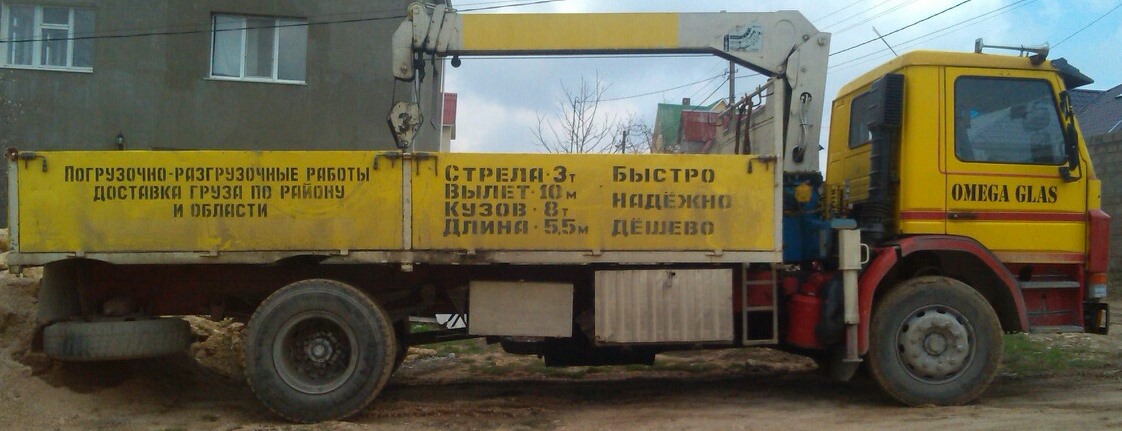 Погрузочно-разгрузочные работы
доставка груза по району
и области
Стрела·3т
Вылет·10м
Кузов·8т
Длина·5,5м
Быстро
надёжно
дёшево
OMEGA GLAS